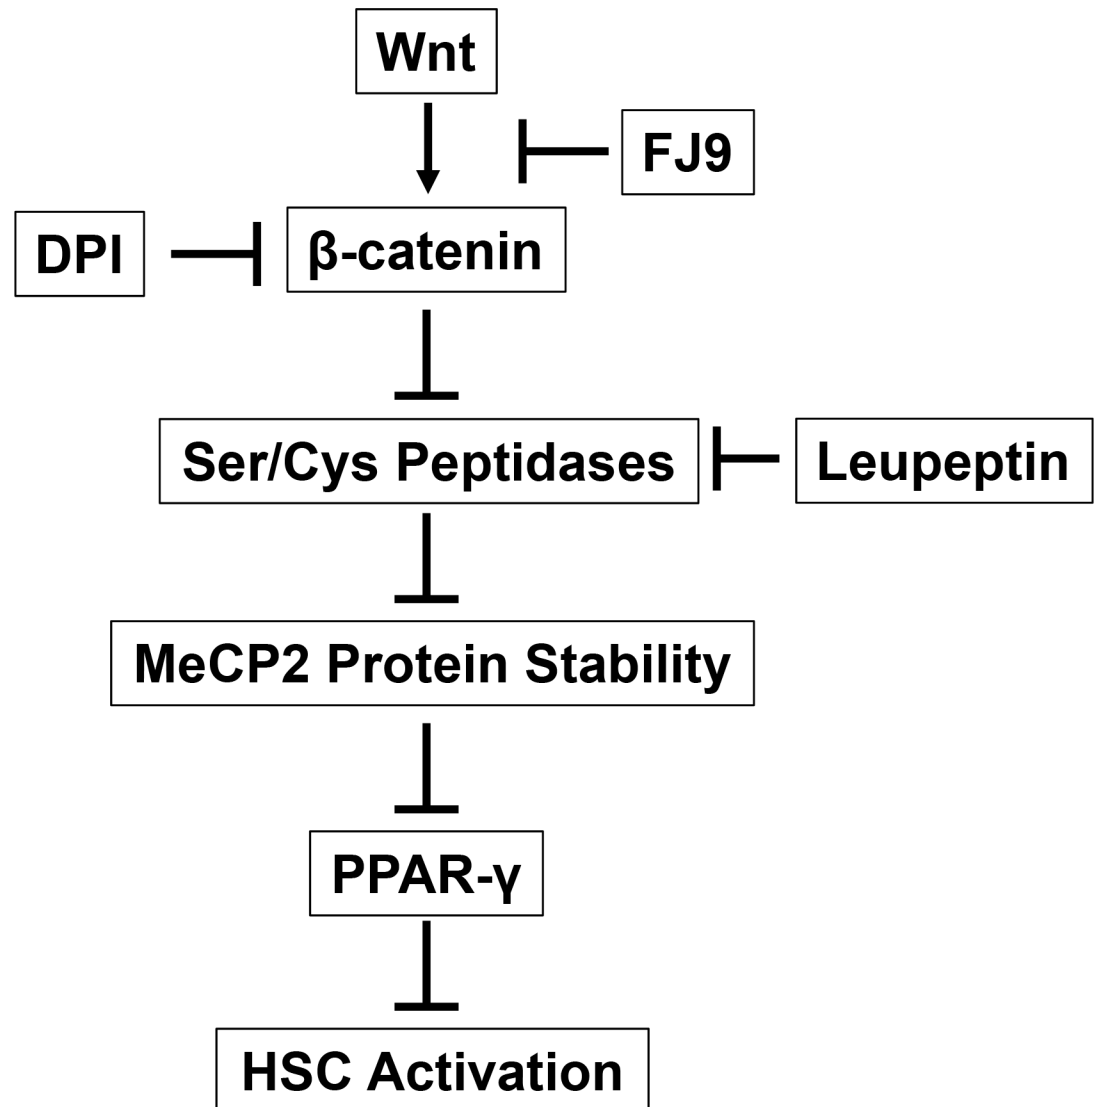 Wnt
FJ9
DPI
β-catenin
Ser/Cys Peptidases
Leupeptin
MeCP2 Protein Stability
PPAR-γ
HSC Activation